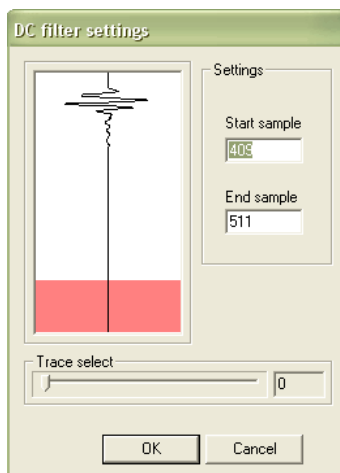 DC filter settings
Settings
Start sample
409
End sample
511
Trace select
0
OK
Cancel